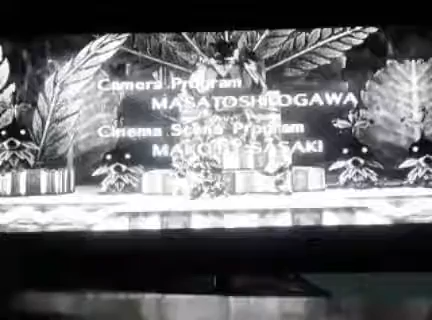 Camera Program
MASATOSHI OGAWA
Cinema Scene Program
MAKOTO SASAKI